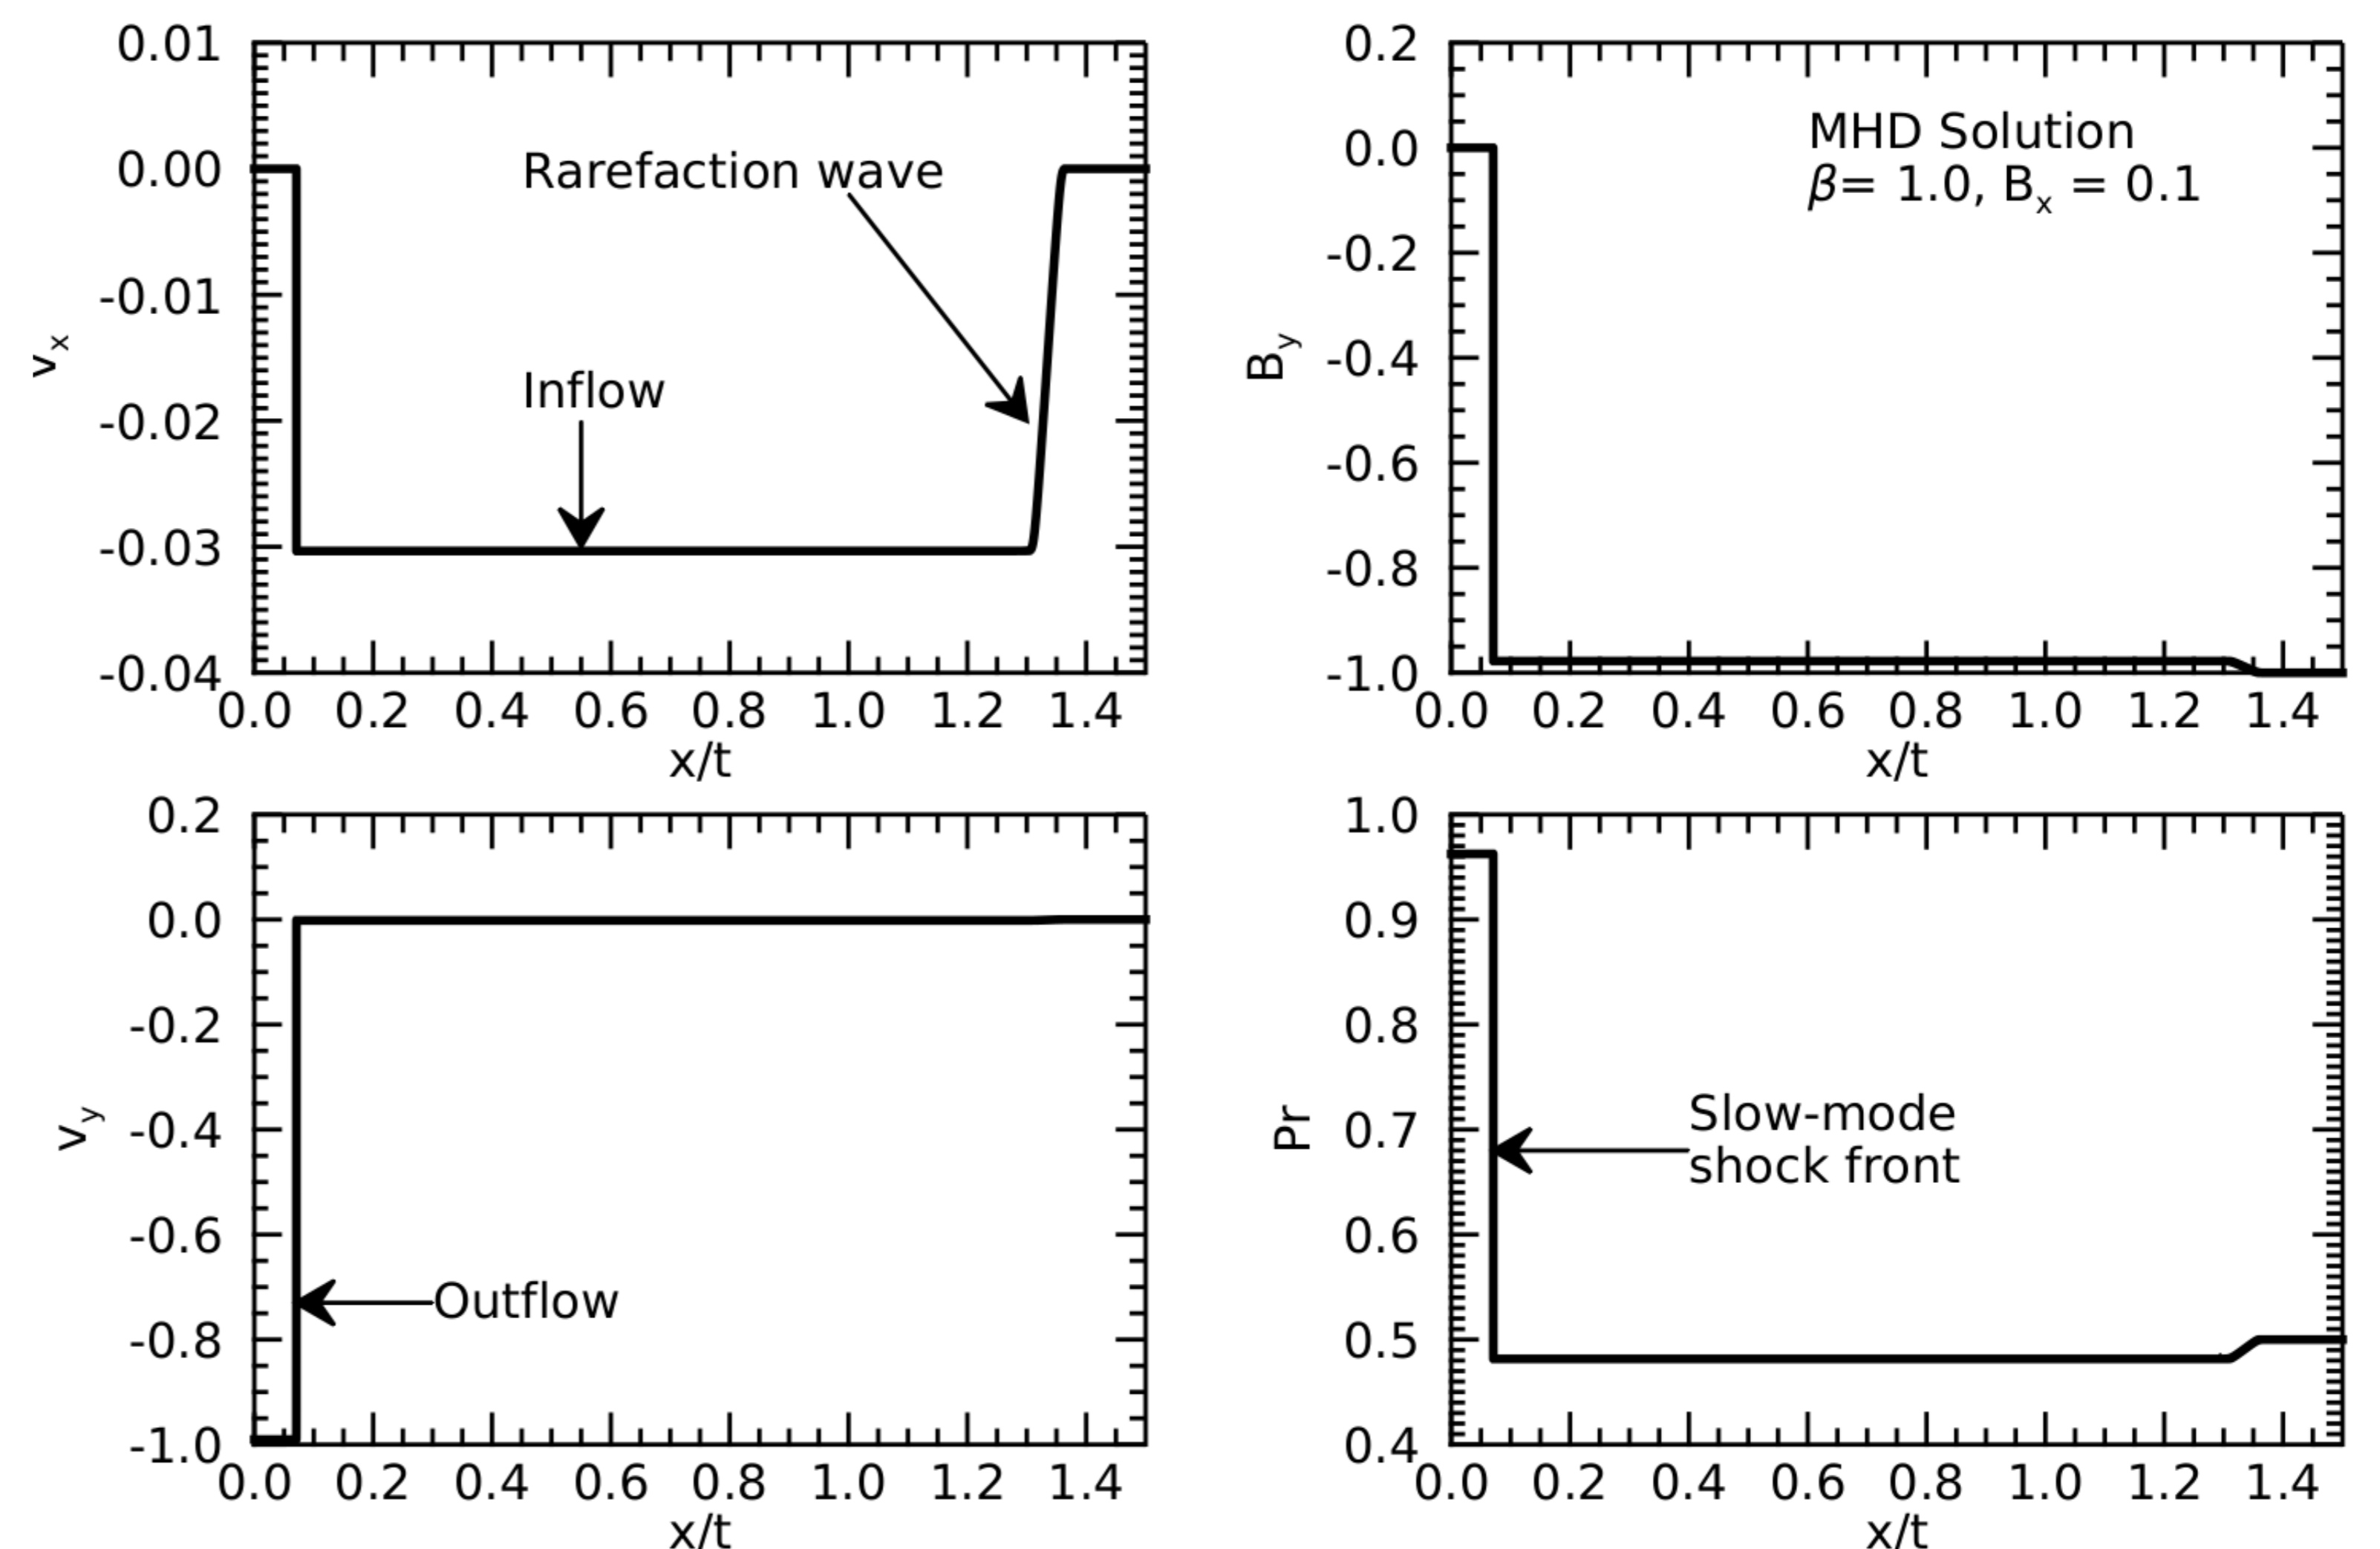 0.01
0.00
-0.01
-0.02
-0.03
-0.04
v_x
Rarefaction wave
Inflow
0.0 0.2 0.4 0.6 0.8 1.0 1.2 1.4
x/t
0.2
0.0
-0.2
-0.4
-0.6
-0.8
-1.0
B_y
MHD Solution
β= 1.0, B_x = 0.1
0.0 0.2 0.4 0.6 0.8 1.0 1.2 1.4
x/t
0.2
0.0
-0.2
-0.4
-0.6
-0.8
-1.0
v_y
Outflow
0.0 0.2 0.4 0.6 0.8 1.0 1.2 1.4
x/t
1.0
0.9
0.8
0.7
0.6
0.5
0.4
Pr
Slow-mode
shock front
0.0 0.2 0.4 0.6 0.8 1.0 1.2 1.4
x/t